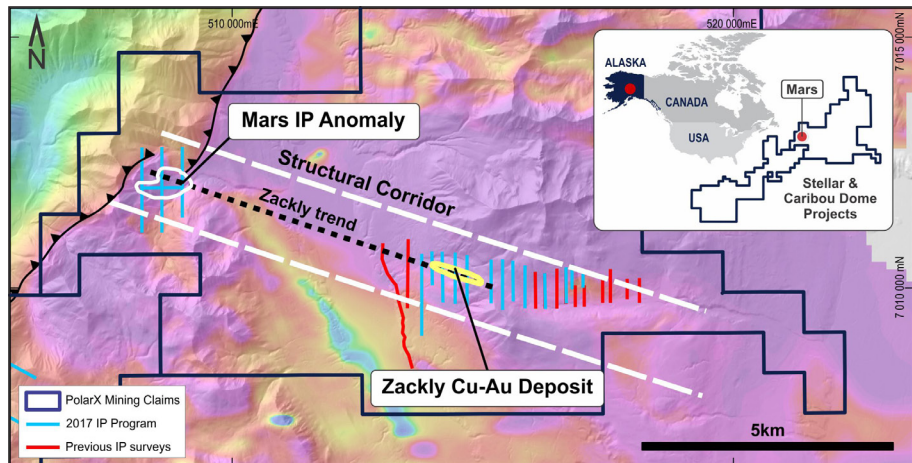 510 000mE
520 000mE
7 015 000mN
N
ALASKA
CANADA
USA
Mars
Stellar &
Caribou Dome
Projects
Mars IP Anomaly
Structural Corridor
Zackly trend
7 010 000 mN
Zackly Cu-Au Deposit
PolarX Mining Claims
2017 IP Program
Previous IP surveys
5km